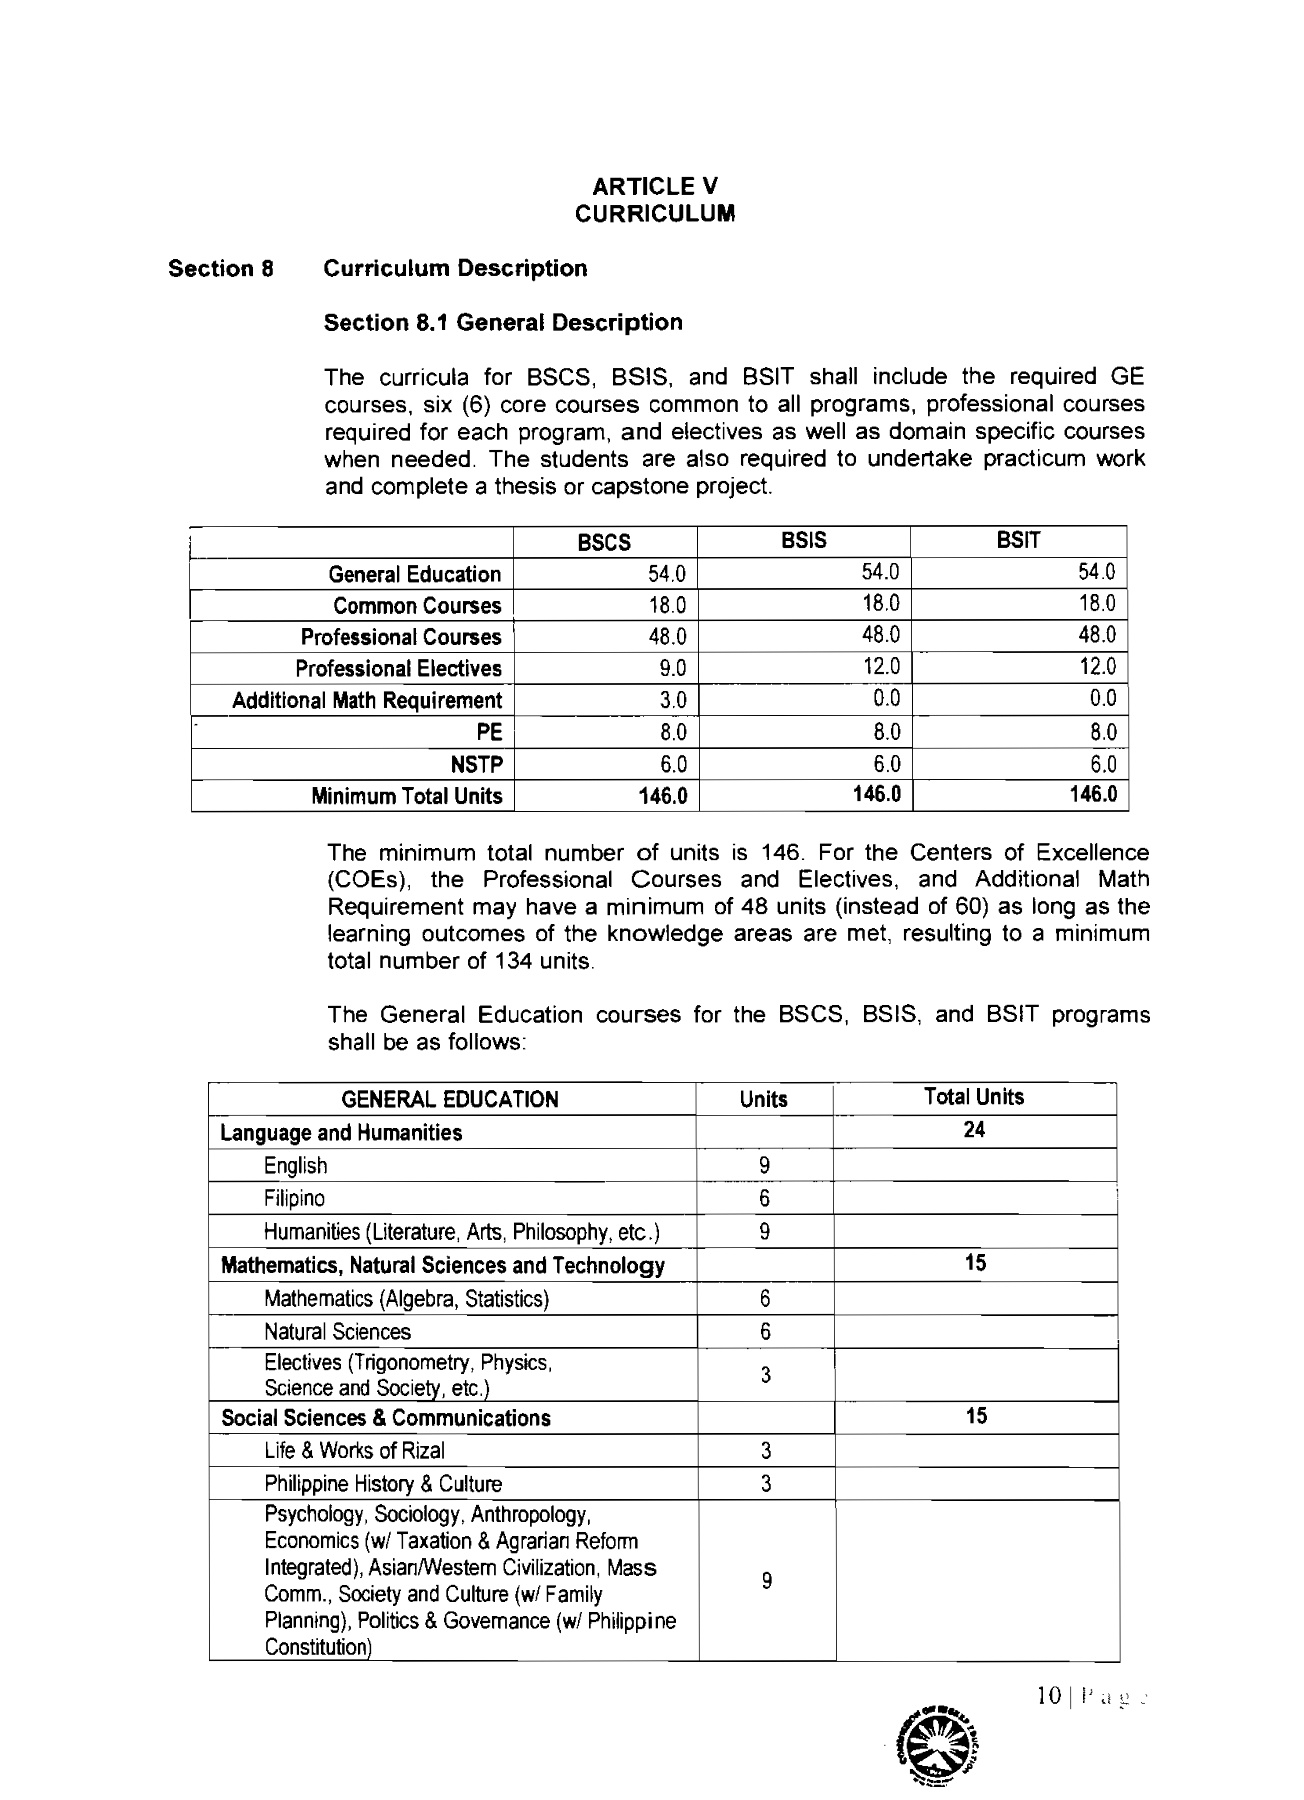 ARTICLE V
CURRICULUM
Section 8 Curriculum Description
Section 8.1 General Description
The curricula for BSCS, BSIS, and BSIT shall include the required GE
courses, six (6) core courses common to all programs, professional courses
required for each program, and electives as well as domain specific courses
when needed. The students are also required to undertake practicum work
and complete a thesis or capstone project.
BSCS BSIS BSIT
General Education 54.0 54.0 54.0
Common Courses 18.0 18.0 18.0
Professional Courses 48.0 48.0 48.0
Professional Electives 9.0 12.0 12.0
Additional Math Requirement 3.0 0.0 0.0
PE 8.0 8.0 8.0
NSTP 6.0 6.0 6.0
Minimum Total Units 146.0 146.0 146.0
The minimum total number of units is 146. For the Centers of Excellence
(COEs), the Professional Courses and Electives, and Additional Math
Requirement may have a minimum of 48 units (instead of 60) as long as the
learning outcomes of the knowledge areas are met, resulting to a minimum
total number of 134 units.
The General Education courses for the BSCS, BSIS, and BSIT programs
shall be as follows:
GENERAL EDUCATION Units Total Units
Language and Humanities 24
English 9
Filipino 6
Humanities (Literature, Arts, Philosophy, etc.) 9
Mathematics, Natural Sciences and Technology 15
Mathematics (Algebra, Statistics) 6
Natural Sciences 6
Electives (Trigonometry, Physics,
Science and Society, etc.) 3
Social Sciences & Communications 15
Life & Works of Rizal 3
Philippine History & Culture 3
Psychology, Sociology, Anthropology,
Economics (w/ Taxation & Agrarian Reform
Integrated), Asian/Western Civilization, Mass
Comm., Society and Culture (w/ Family
Planning), Politics & Governance (w/ Philippine
Constitution) 9
10 | Page